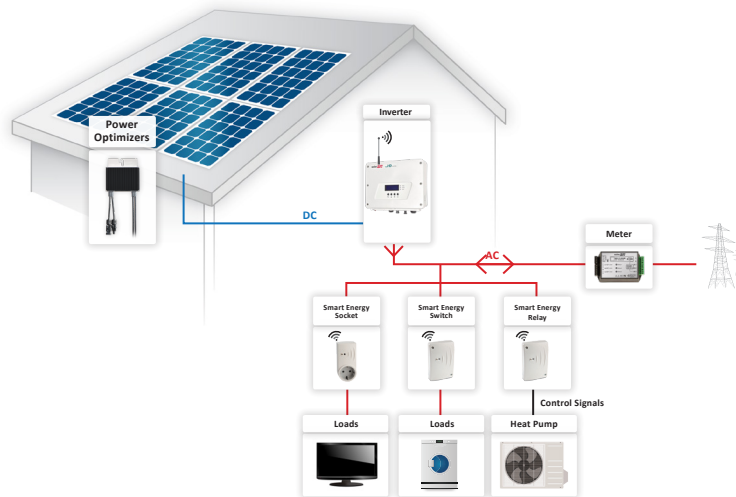 Power
Optimizers
Inverter
DC
AC
Meter
Smart Energy
Socket
Smart Energy
Switch
Smart Energy
Relay
Control Signals
Loads
Loads
Heat Pump